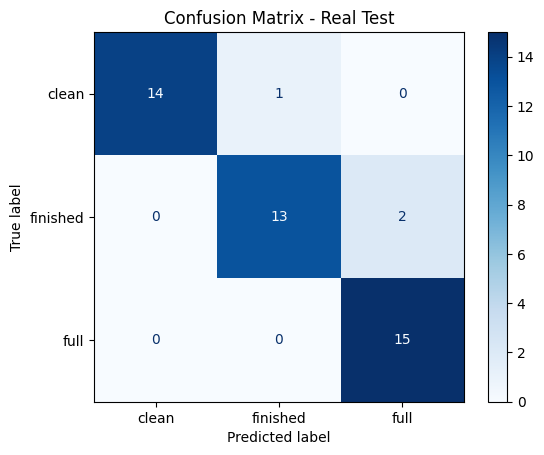 Confusion Matrix - Real Test
clean 14 1 0
finished 0 13 2
full 0 0 15
clean finished full
True label
Predicted label
14
12
10
8
6
4
2
0